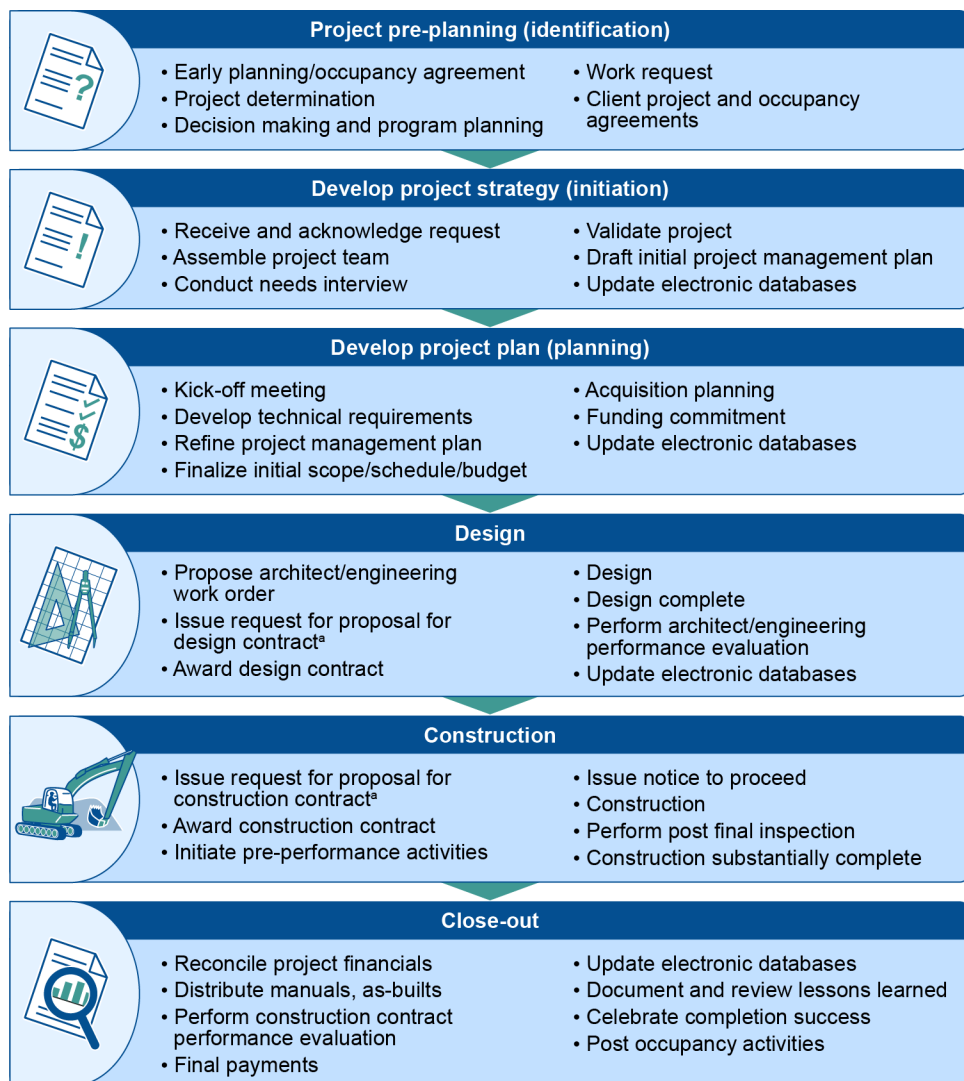 Project pre-planning (identification)
• Early planning/occupancy agreement
• Project determination
• Decision making and program planning
• Work request
• Client project and occupancy
agreements
Develop project strategy (initiation)
• Receive and acknowledge request
• Assemble project team
• Conduct needs interview
• Validate project
• Draft initial project management plan
• Update electronic databases
Develop project plan (planning)
• Kick-off meeting
• Develop technical requirements
• Refine project management plan
• Finalize initial scope/schedule/budget
• Acquisition planning
• Funding commitment
• Update electronic databases
Design
• Propose architect/engineering
work order
• Issue request for proposal for
design contractᵃ
• Award design contract
• Design
• Design complete
• Perform architect/engineering
performance evaluation
• Update electronic databases
Construction
• Issue request for proposal for
construction contractᵃ
• Award construction contract
• Initiate pre-performance activities
• Issue notice to proceed
• Construction
• Perform post final inspection
• Construction substantially complete
Close-out
• Reconcile project financials
• Distribute manuals, as-builts
• Perform construction contract
performance evaluation
• Final payments
• Update electronic databases
• Document and review lessons learned
• Celebrate completion success
• Post occupancy activities